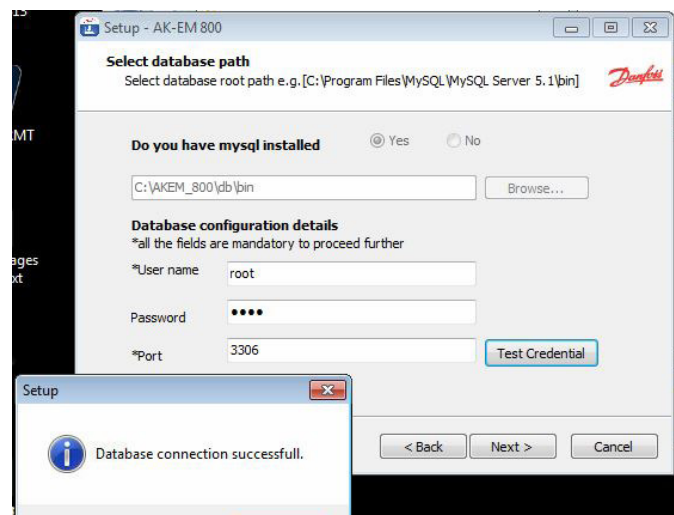 Setup - AK-EM 800
Select database path
Select database root path e.g.[C:\Program Files\MySQL\MySQL Server 5.1\bin]
Danfoss
MT
Do you have mysql installed
Yes
No
C:\AKEM_800\db\bin
Browse...
Database configuration details
*all the fields are mandatory to proceed further
ages
xt
*User name
root
Password
••••
*Port
3306
Test Credential
Setup
Database connection successfull.
< Back
Next >
Cancel